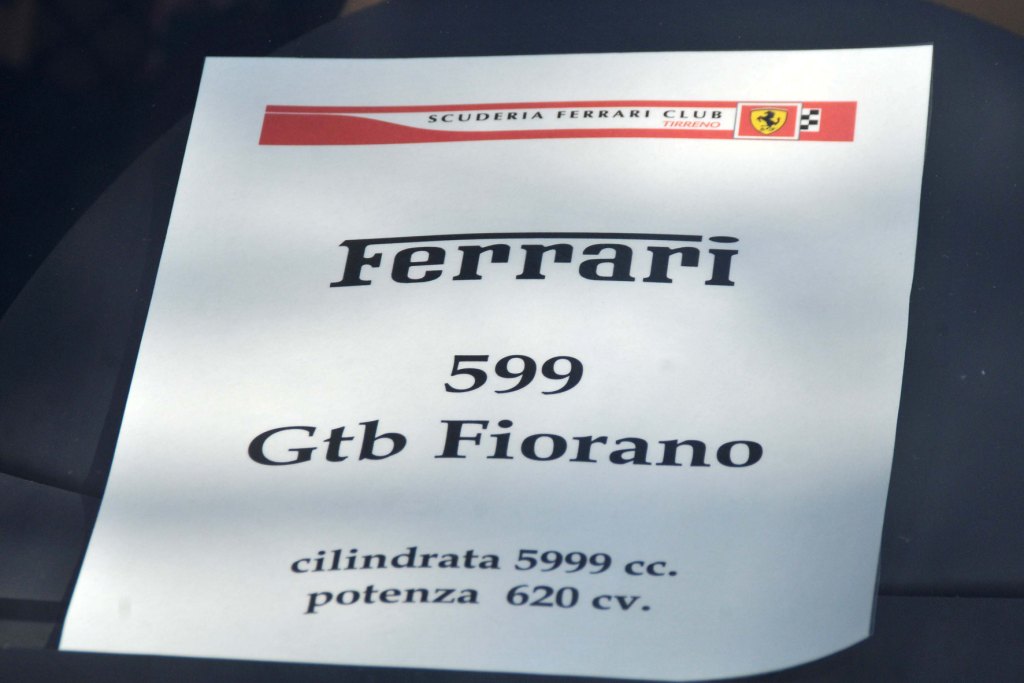 SCUDERIA FERRARI CLUB
TIRRENO
Ferrari
599
Gtb Fiorano
cilindrata 5999 cc.
potenza 620 cv.